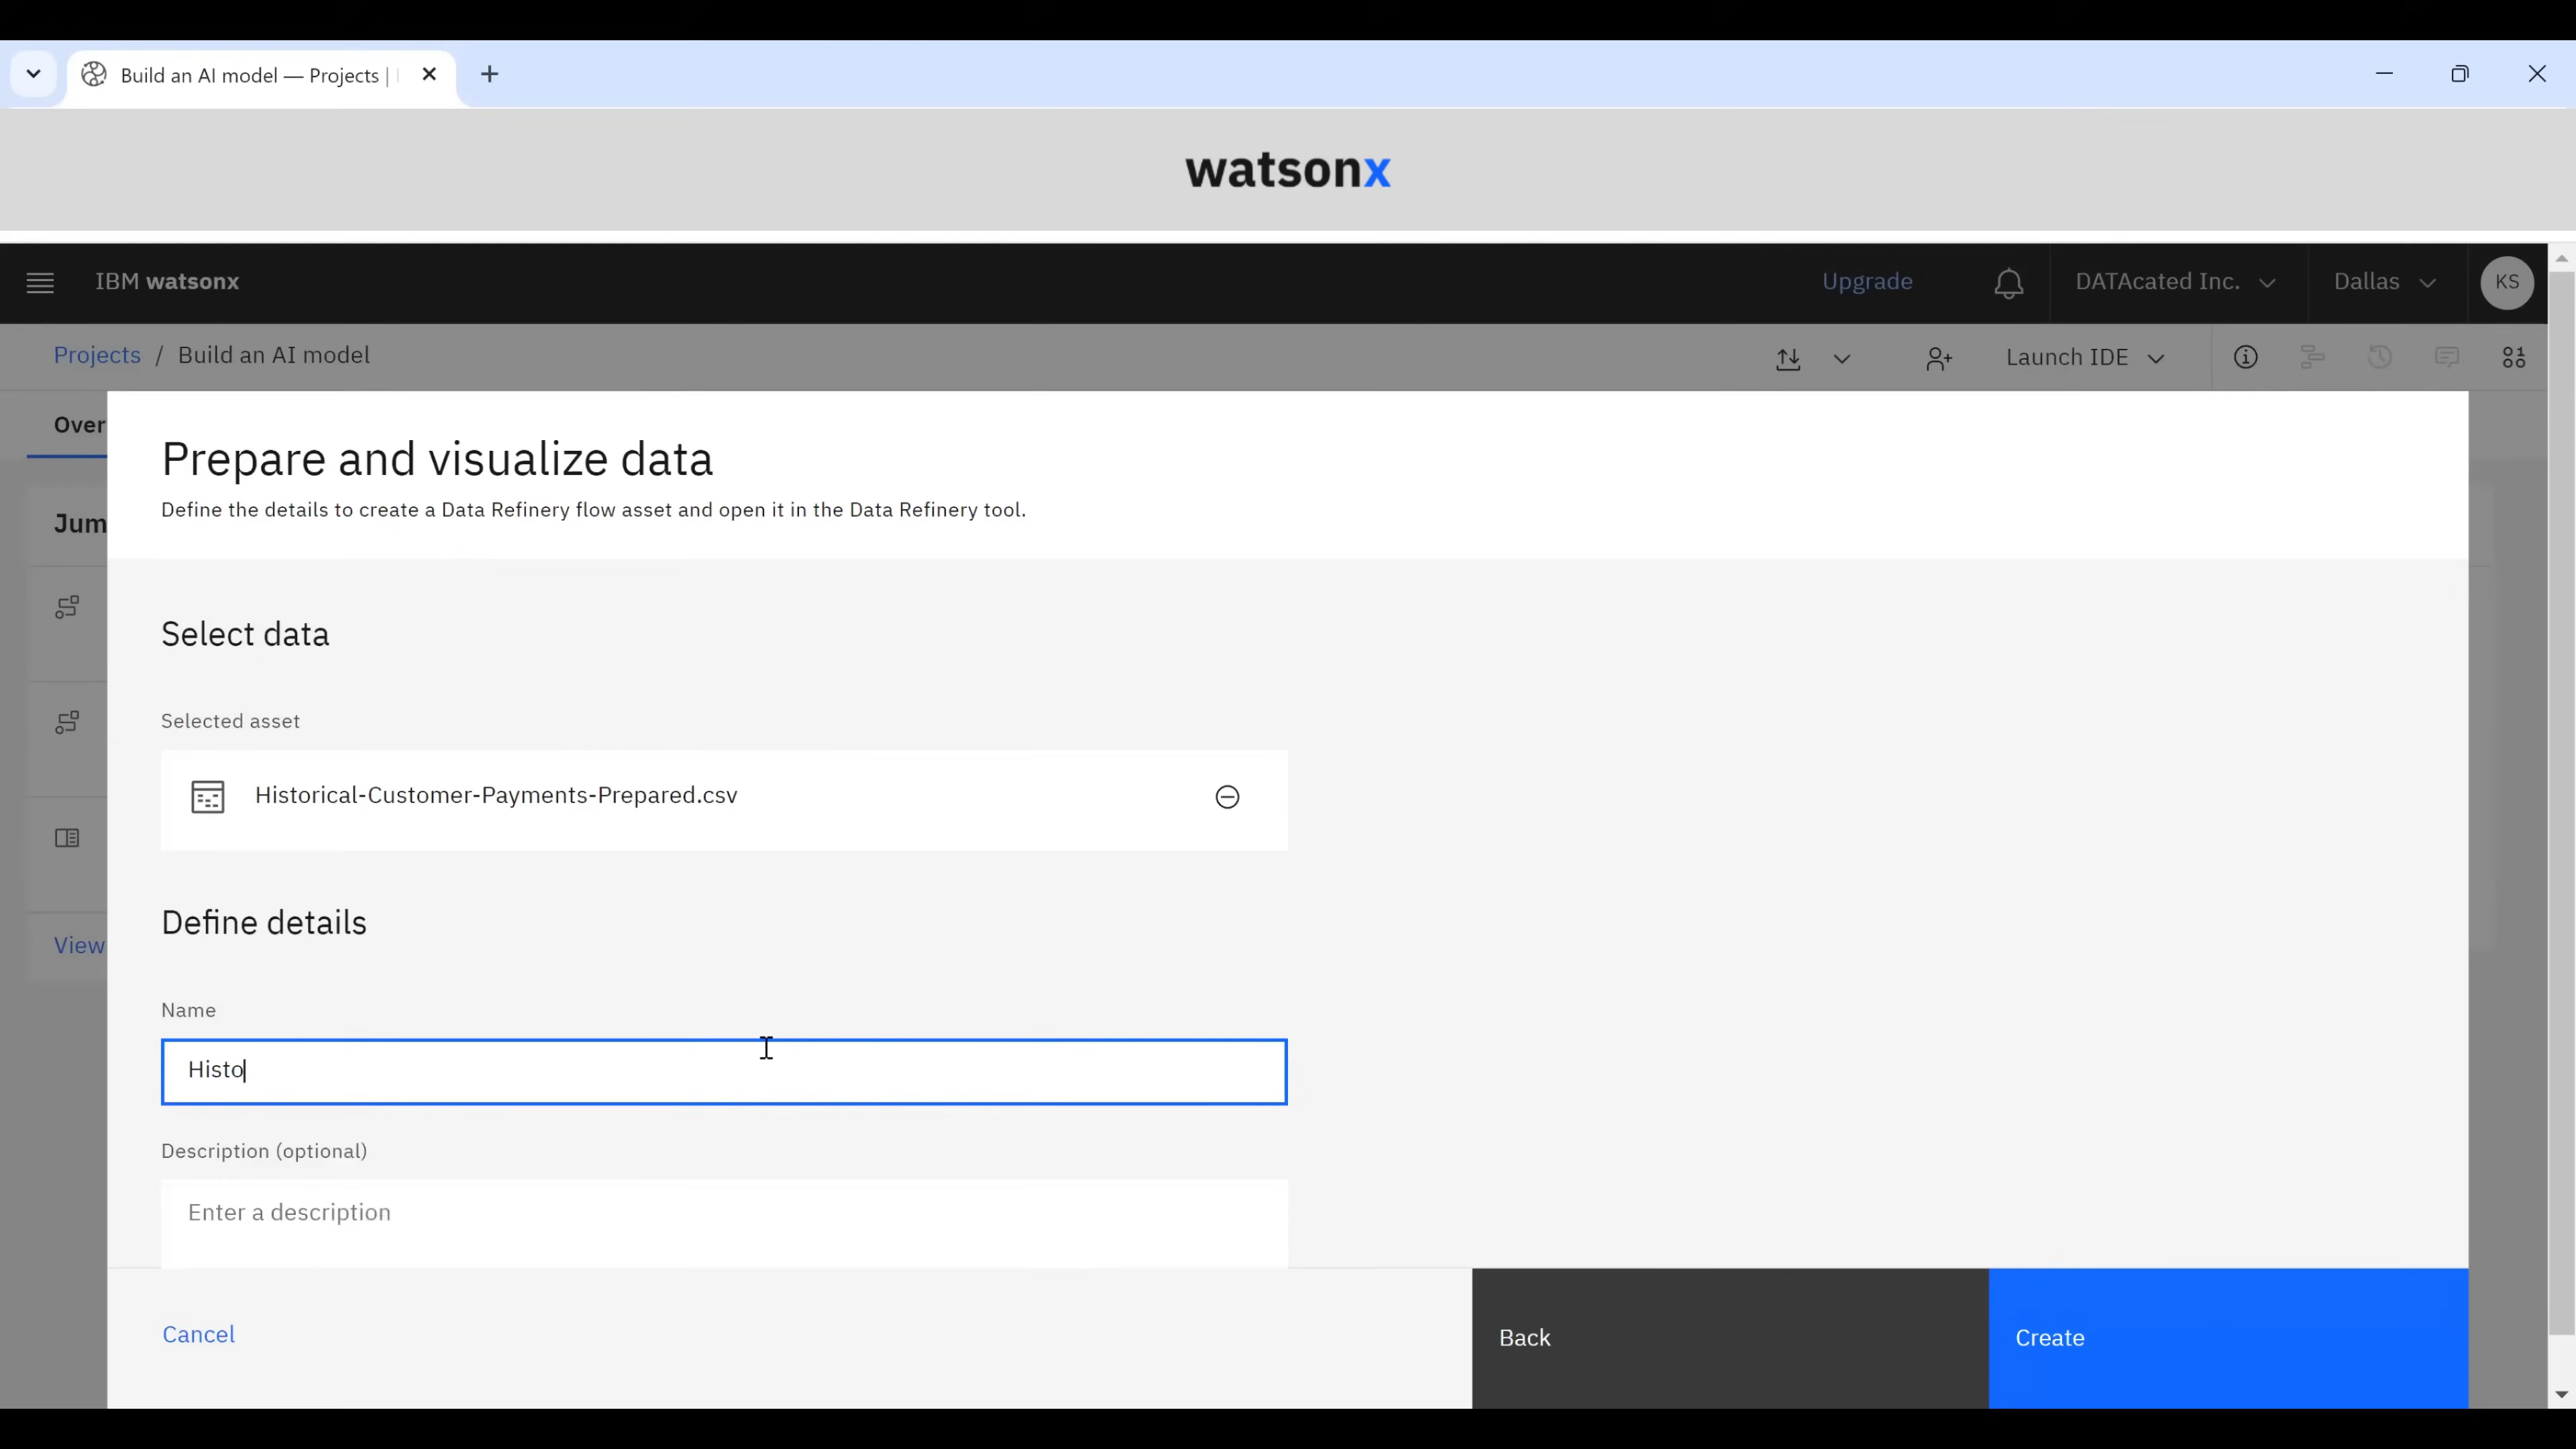 Build an AI model — Projects |
watsonx
IBM watsonx
Upgrade
DATAcated Inc.
Dallas
KS
Projects / Build an AI model
Launch IDE
Over
Prepare and visualize data
Define the details to create a Data Refinery flow asset and open it in the Data Refinery tool.
Jum
Select data
Selected asset
Historical-Customer-Payments-Prepared.csv
Define details
View
Name
Histo
Description (optional)
Enter a description
Cancel
Back
Create